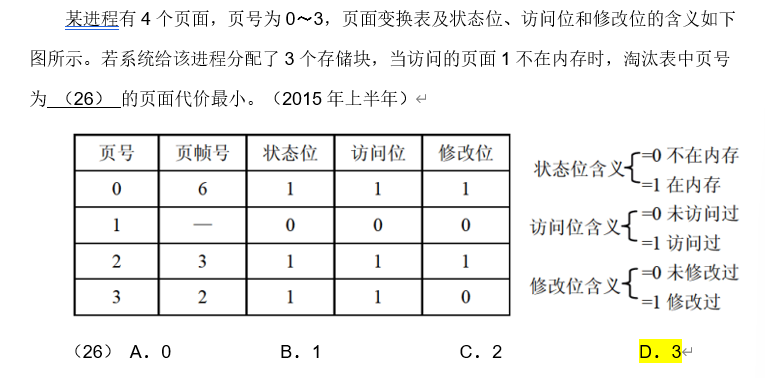 某进程有 4 个页面，页号为 0～3，页面变换表及状态位、访问位和修改位的含义如下
图所示。若系统给该进程分配了 3 个存储块，当访问的页面 1 不在内存时，淘汰表中页号
为 （26） 的页面代价最小。（2015 年上半年）↵
页号 页帧号 状态位 访问位 修改位
0 6 1 1 1
1 — 0 0 0
2 3 1 1 1
3 2 1 1 0
状态位含义 =0 不在内存
=1 在内存
访问位含义 =0 未访问过
=1 访问过
修改位含义 =0 未修改过
=1 修改过
（26） A．0 B．1 C．2 D．3↵